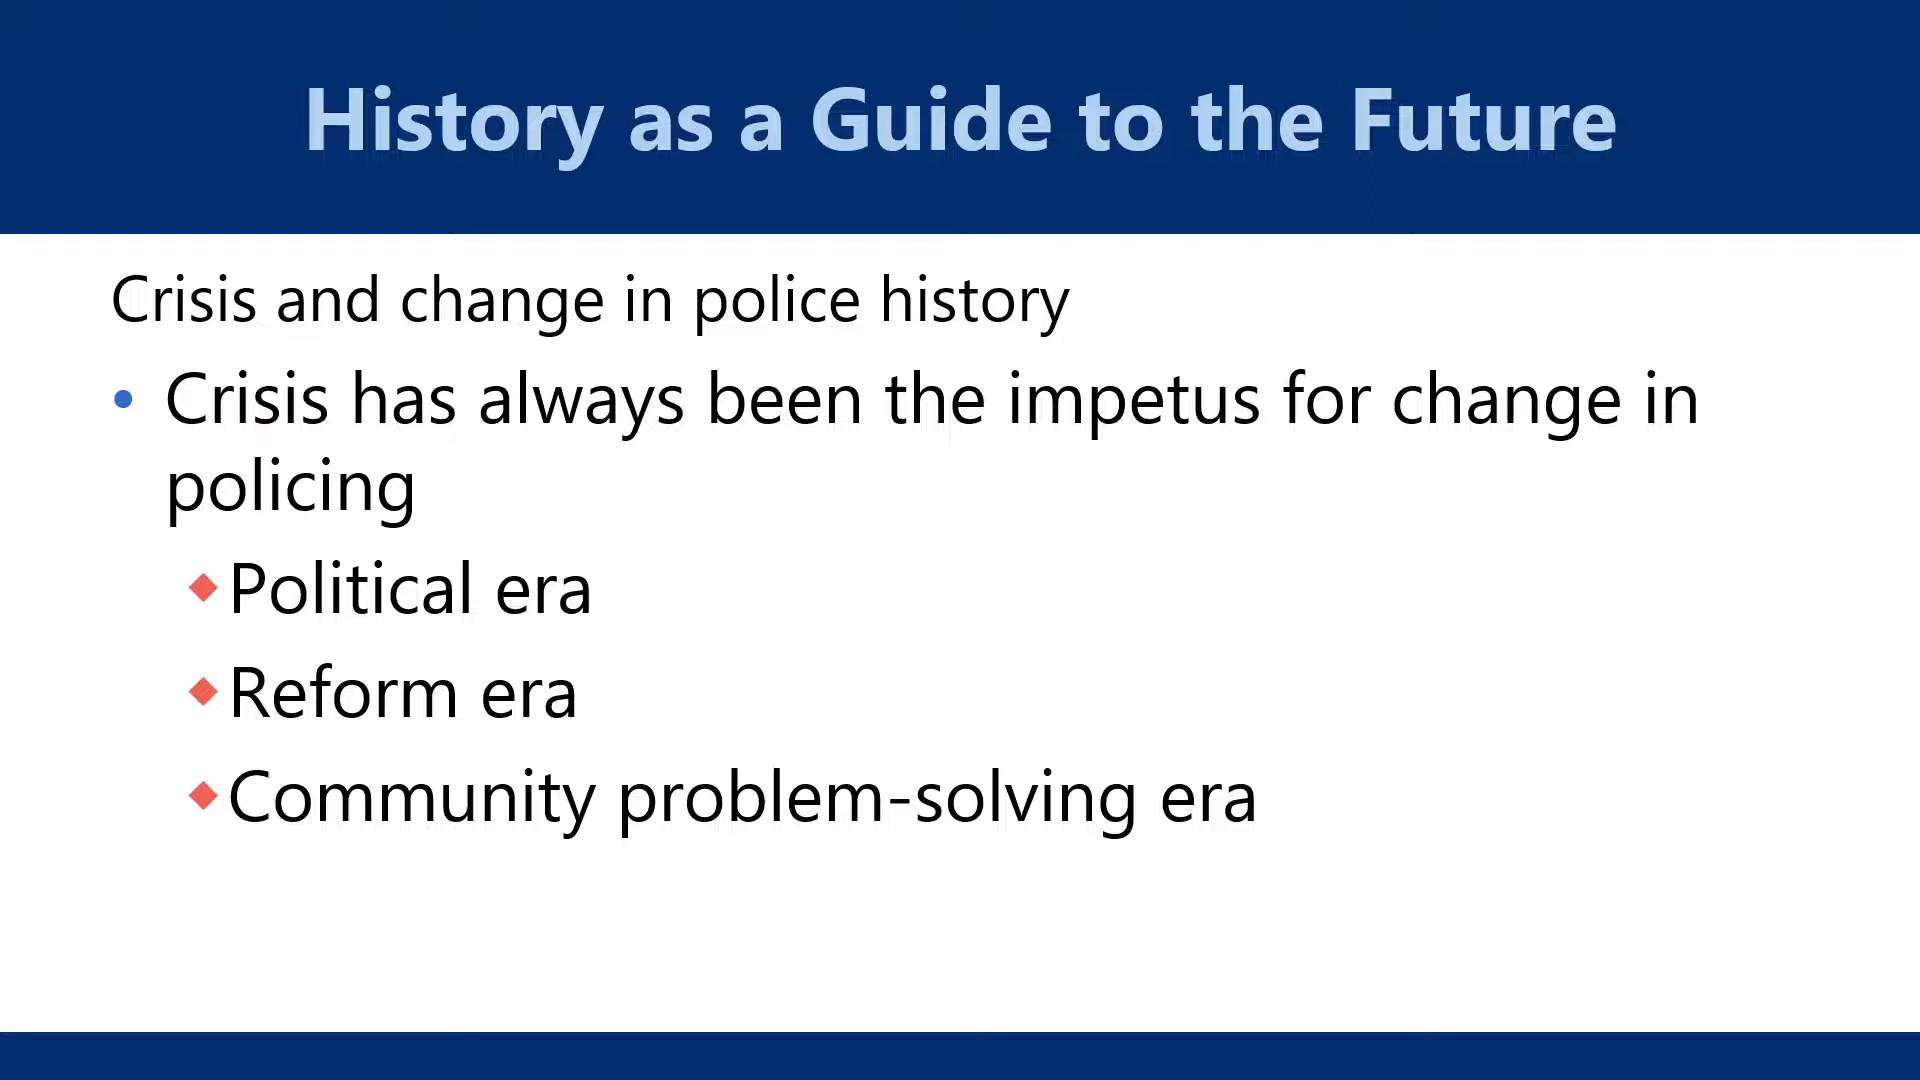 History as a Guide to the Future
Crisis and change in police history
• Crisis has always been the impetus for change in
policing
◆Political era
◆Reform era
◆Community problem-solving era